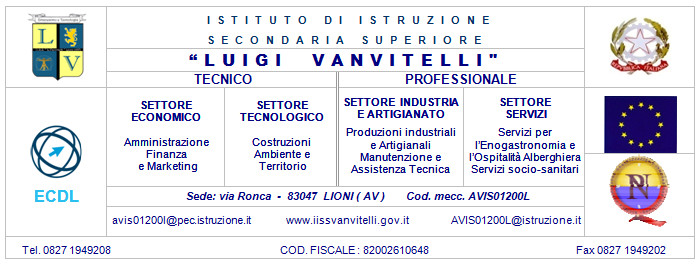 ISTITUTO DI ISTRUZIONE
SECONDARIA SUPERIORE
“LUIGI VANVITELLI"
TECNICO
PROFESSIONALE
SETTORE
ECONOMICO
Amministrazione
Finanza
e Marketing
SETTORE
TECNOLOGICO
Costruzioni
Ambiente e
Territorio
SETTORE INDUSTRIA
E ARTIGIANATO
Produzioni industriali
e Artigianali
Manutenzione e
Assistenza Tecnica
SETTORE
SERVIZI
Servizi per
l’Enogastronomia e
l’Ospitalità Alberghiera
Servizi socio-sanitari
L V
ECDL
Sede: via Ronca - 83047 LIONI ( AV ) Cod. mecc. AVIS01200L
avis01200l@pec.istruzione.it www.iissvanvitelli.gov.it AVIS01200L@istruzione.it
Tel. 0827 1949208 COD. FISCALE : 82002610648 Fax 0827 1949202